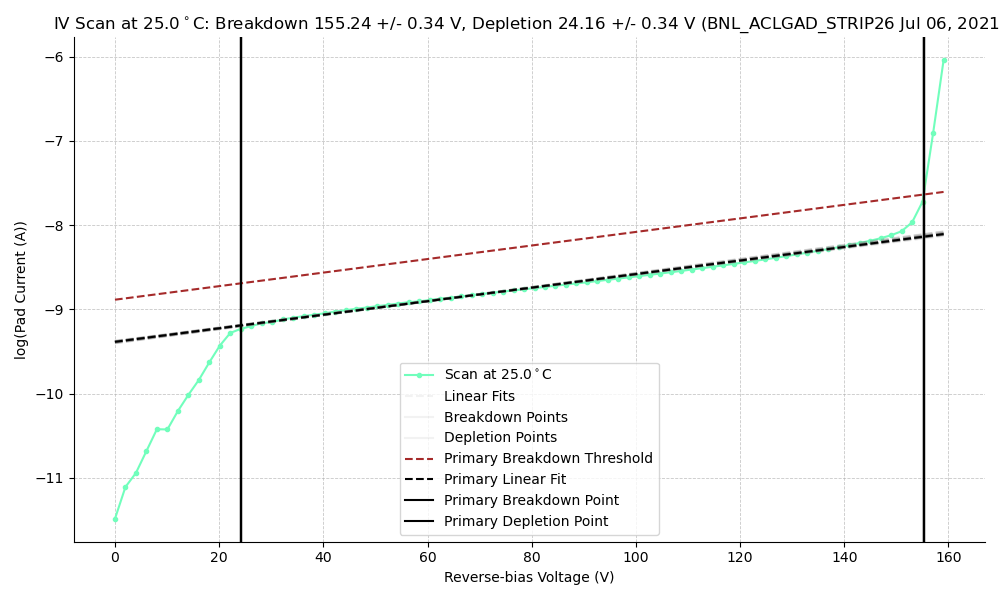 IV Scan at 25.0°C: Breakdown 155.24 +/- 0.34 V, Depletion 24.16 +/- 0.34 V (BNL_ACLGAD_STRIP26 Jul 06, 2021
log(Pad Current (A))
−6
−7
−8
−9
−10
−11
Scan at 25.0°C
Linear Fits
Breakdown Points
Depletion Points
Primary Breakdown Threshold
Primary Linear Fit
Primary Breakdown Point
Primary Depletion Point
0 20 40 60 80 100 120 140 160
Reverse-bias Voltage (V)